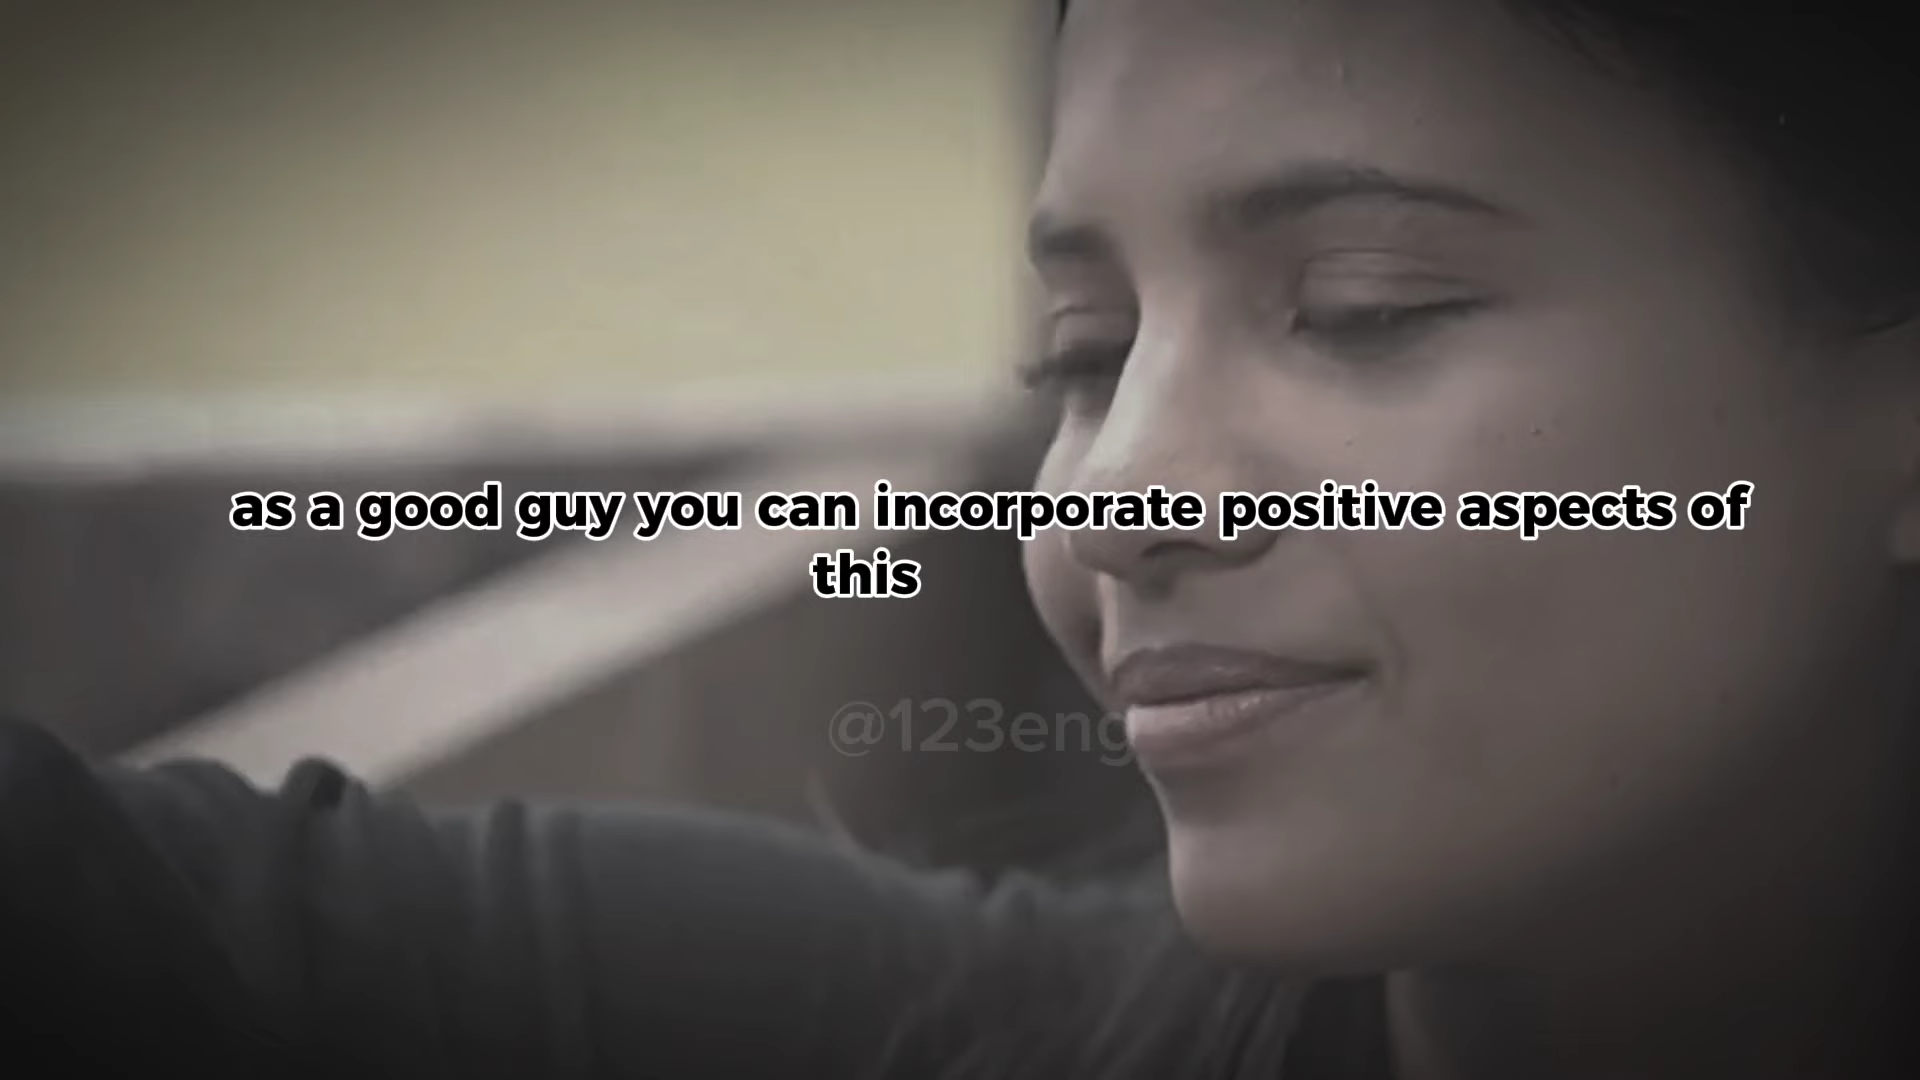 as a good guy you can incorporate positive aspects of
this
@123eng